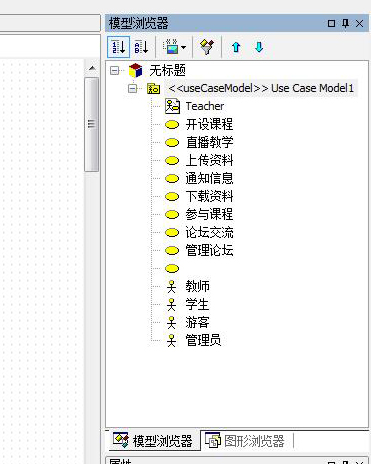 模型浏览器
无标题
<<useCaseModel>> Use Case Model1
Teacher
开设课程
直播教学
上传资料
通知信息
下载资料
参与课程
论坛交流
管理论坛
教师
学生
游客
管理员
模型浏览器 图形浏览器
属性